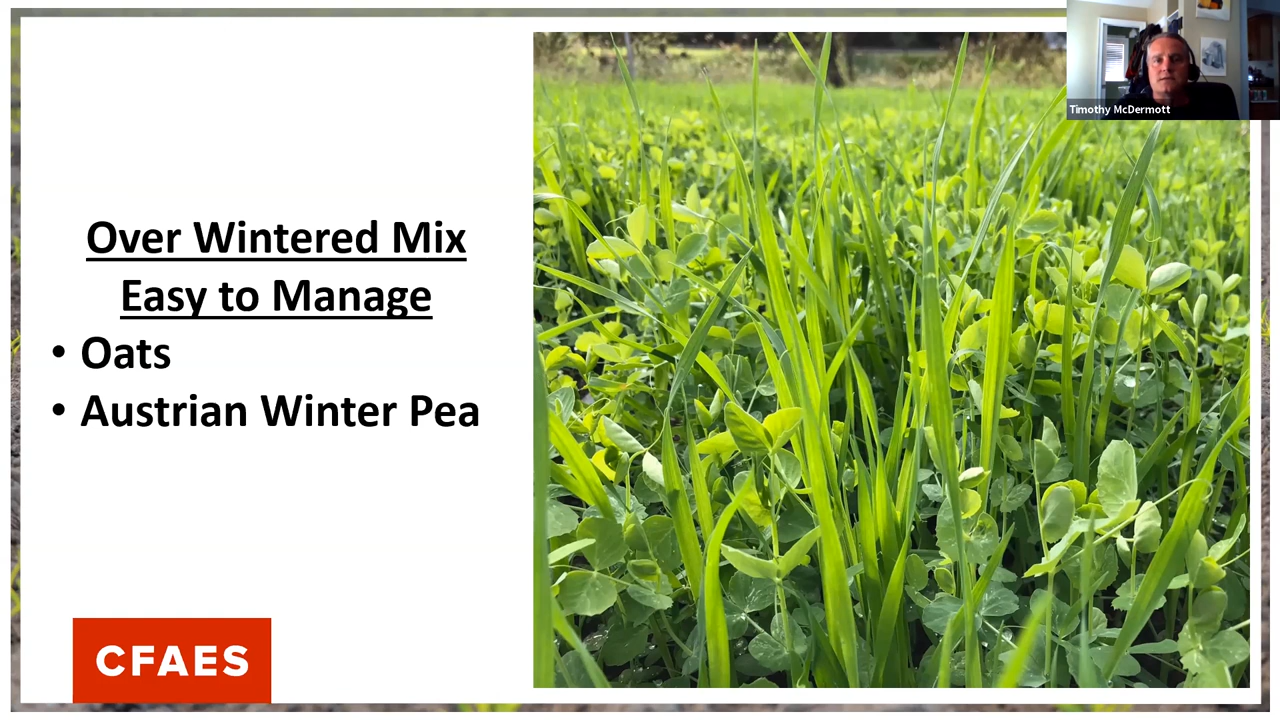 Over Wintered Mix
Easy to Manage
• Oats
• Austrian Winter Pea
CFAES
Timothy McDermott